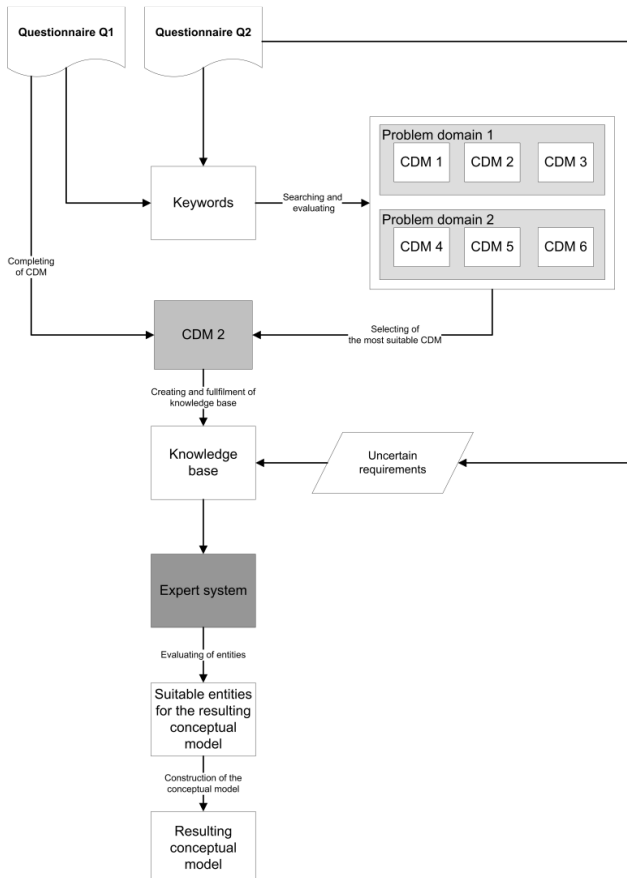 Questionnaire Q1
Questionnaire Q2
Problem domain 1
CDM 1
CDM 2
CDM 3
Keywords
Searching and
evaluating
Problem domain 2
CDM 4
CDM 5
CDM 6
Completing
of CDM
CDM 2
Selecting of
the most suitable CDM
Creating and fullfilment of
knowledge base
Knowledge
base
Uncertain
requirements
Expert system
Evaluating of entities
Suitable entities
for the resulting
conceptual
model
Construction of the
conceptual model
Resulting
conceptual
model